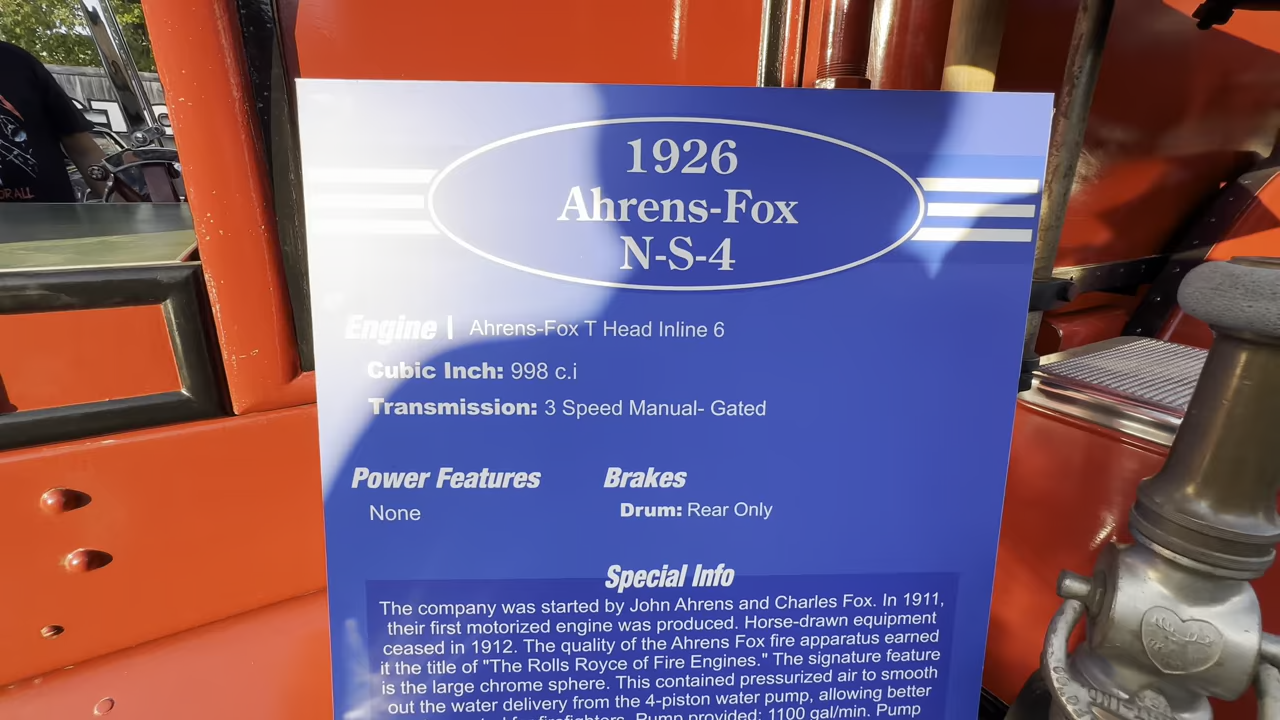 1926
Ahrens-Fox
N-S-4
Engine | Ahrens-Fox T Head Inline 6
Cubic Inch: 998 c.i
Transmission: 3 Speed Manual- Gated
Power Features Brakes
None Drum: Rear Only
Special Info
The company was started by John Ahrens and Charles Fox. In 1911,
their first motorized engine was produced. Horse-drawn equipment
ceased in 1912. The quality of the Ahrens Fox fire apparatus earned
it the title of "The Rolls Royce of Fire Engines." The signature feature
is the large chrome sphere. This contained pressurized air to smooth
out the water delivery from the 4-piston water pump, allowing better
for firefighters. Pump provided: 1100 gal/min. Pump